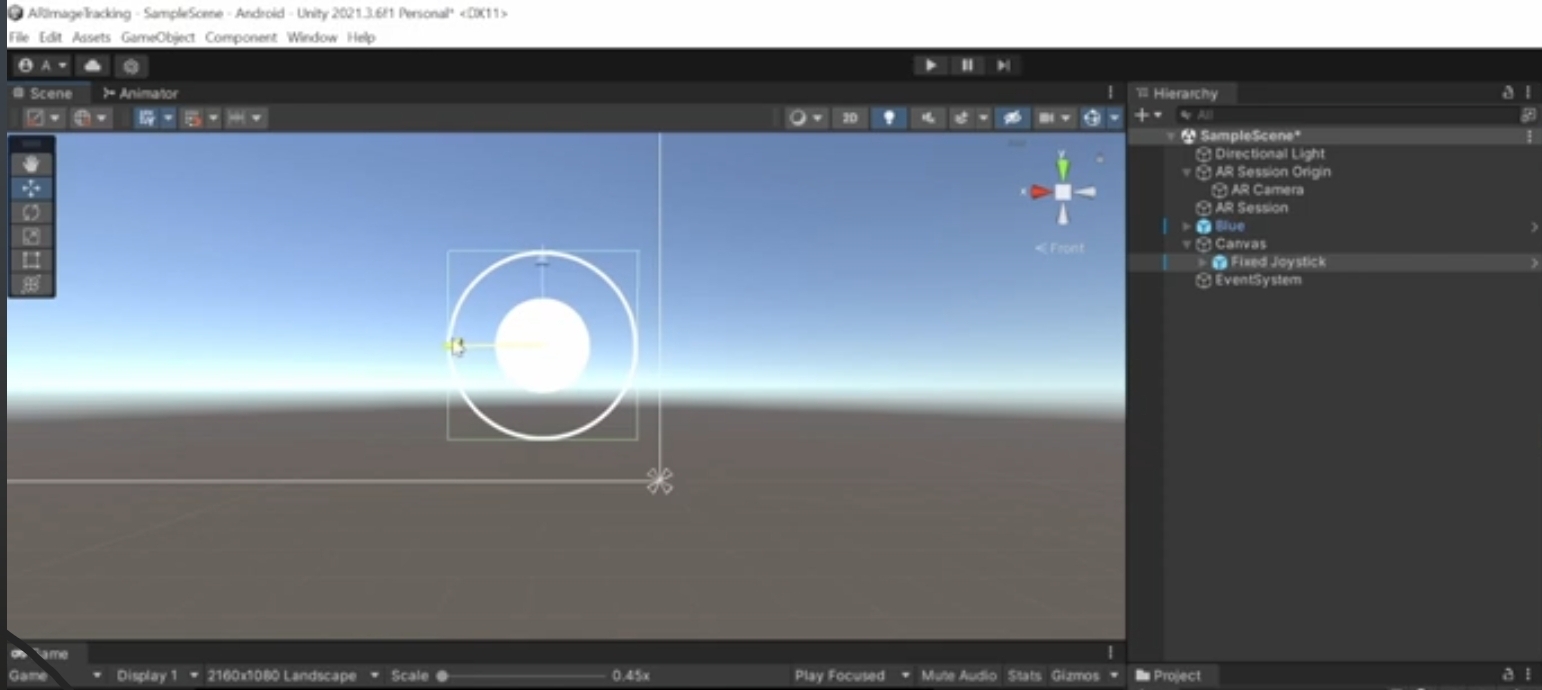 ARImageTracking - SampleScene - Android - Unity 2021.3.6f1 Personal* <DX11>
File Edit Assets GameObject Component Window Help
A
Scene Animator
Hierarchy
2D
All
SampleScene*
Directional Light
AR Session Origin
AR Camera
AR Session
Blue
Canvas
Fixed Joystick
EventSystem
y
x
< Front
Game
Game Display 1 2160x1080 Landscape Scale 0.45x Play Focused Mute Audio Stats Gizmos
Project